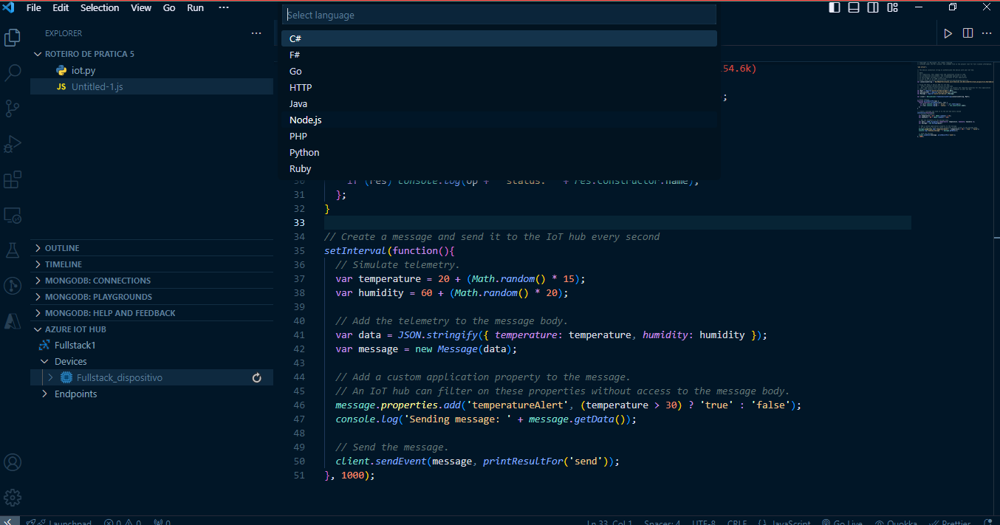 File Edit Selection View Go Run ···
Select language
C#
F#
Go
HTTP
Java
Node.js
PHP
Python
Ruby
EXPLORER
ROTEIRO DE PRATICA 5
iot.py
JS Untitled-1.js
OUTLINE
TIMELINE
MONGODB: CONNECTIONS
MONGODB: PLAYGROUNDS
MONGODB: HELP AND FEEDBACK
AZURE IOT HUB
Fullstack1
Devices
Fullstack_dispositivo
Endpoints
54.6k)
;
30 if (res) console.log(op + ' status: ' + res.constructor.name);
31 };
32 }
33
34 // Create a message and send it to the IoT hub every second
35 setInterval(function(){
36 // Simulate telemetry.
37 var temperature = 20 + (Math.random() * 15);
38 var humidity = 60 + (Math.random() * 20);
39
40 // Add the telemetry to the message body.
41 var data = JSON.stringify({ temperature: temperature, humidity: humidity });
42 var message = new Message(data);
43
44 // Add a custom application property to the message.
45 // An IoT hub can filter on these properties without access to the message body.
46 message.properties.add('temperatureAlert', (temperature > 30) ? 'true' : 'false');
47 console.log('Sending message: ' + message.getData());
48
49 // Send the message.
50 client.sendEvent(message, printResultFor('send'));
51 }, 1000);
Launchpad 0 0 0 Ln 33, Col 1 Spaces: 4 UTF-8 CRLF {} JavaScript Go Live Quokka Prettier